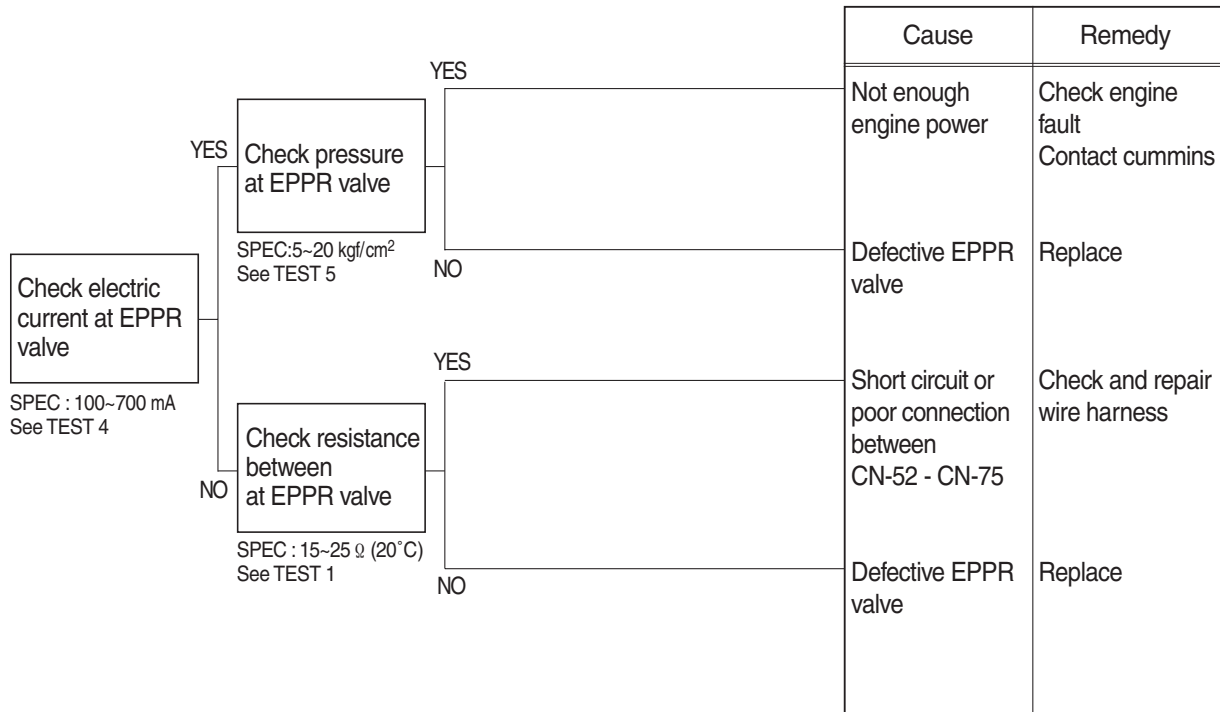 Cause
Remedy
YES
Not enough
engine power
Check engine
fault
Contact cummins
YES
Check pressure
at EPPR valve
SPEC:5~20 kgf/cm²
See TEST 5
NO
Defective EPPR
valve
Replace
Check electric
current at EPPR
valve
SPEC : 100~700 mA
See TEST 4
YES
Short circuit or
poor connection
between
CN-52 - CN-75
Check and repair
wire harness
NO
Check resistance
between
at EPPR valve
SPEC : 15~25 Ω (20˚C)
See TEST 1
NO
Defective EPPR
valve
Replace